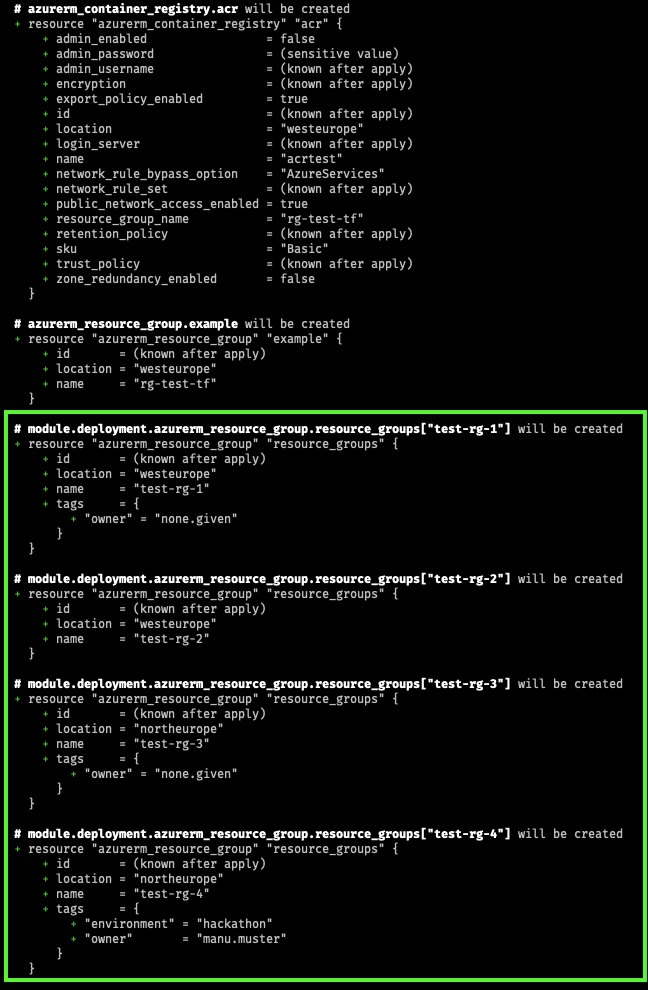 # azurerm_container_registry.acr will be created
+ resource "azurerm_container_registry" "acr" {
    + admin_enabled                 = false
    + admin_password                = (sensitive value)
    + admin_username                = (known after apply)
    + encryption                    = (known after apply)
    + export_policy_enabled         = true
    + id                            = (known after apply)
    + location                      = "westeurope"
    + login_server                  = (known after apply)
    + name                          = "acrtest"
    + network_rule_bypass_option    = "AzureServices"
    + network_rule_set              = (known after apply)
    + public_network_access_enabled = true
    + resource_group_name           = "rg-test-tf"
    + retention_policy              = (known after apply)
    + sku                           = "Basic"
    + trust_policy                  = (known after apply)
    + zone_redundancy_enabled       = false
  }
# azurerm_resource_group.example will be created
+ resource "azurerm_resource_group" "example" {
    + id       = (known after apply)
    + location = "westeurope"
    + name     = "rg-test-tf"
  }
# module.deployment.azurerm_resource_group.resource_groups["test-rg-1"] will be created
+ resource "azurerm_resource_group" "resource_groups" {
    + id       = (known after apply)
    + location = "westeurope"
    + name     = "test-rg-1"
    + tags     = {
        + "owner" = "none.given"
      }
  }
# module.deployment.azurerm_resource_group.resource_groups["test-rg-2"] will be created
+ resource "azurerm_resource_group" "resource_groups" {
    + id       = (known after apply)
    + location = "westeurope"
    + name     = "test-rg-2"
  }
# module.deployment.azurerm_resource_group.resource_groups["test-rg-3"] will be created
+ resource "azurerm_resource_group" "resource_groups" {
    + id       = (known after apply)
    + location = "northeurope"
    + name     = "test-rg-3"
    + tags     = {
        + "owner" = "none.given"
      }
  }
# module.deployment.azurerm_resource_group.resource_groups["test-rg-4"] will be created
+ resource "azurerm_resource_group" "resource_groups" {
    + id       = (known after apply)
    + location = "northeurope"
    + name     = "test-rg-4"
    + tags     = {
        + "environment" = "hackathon"
        + "owner"       = "manu.muster"
      }
  }